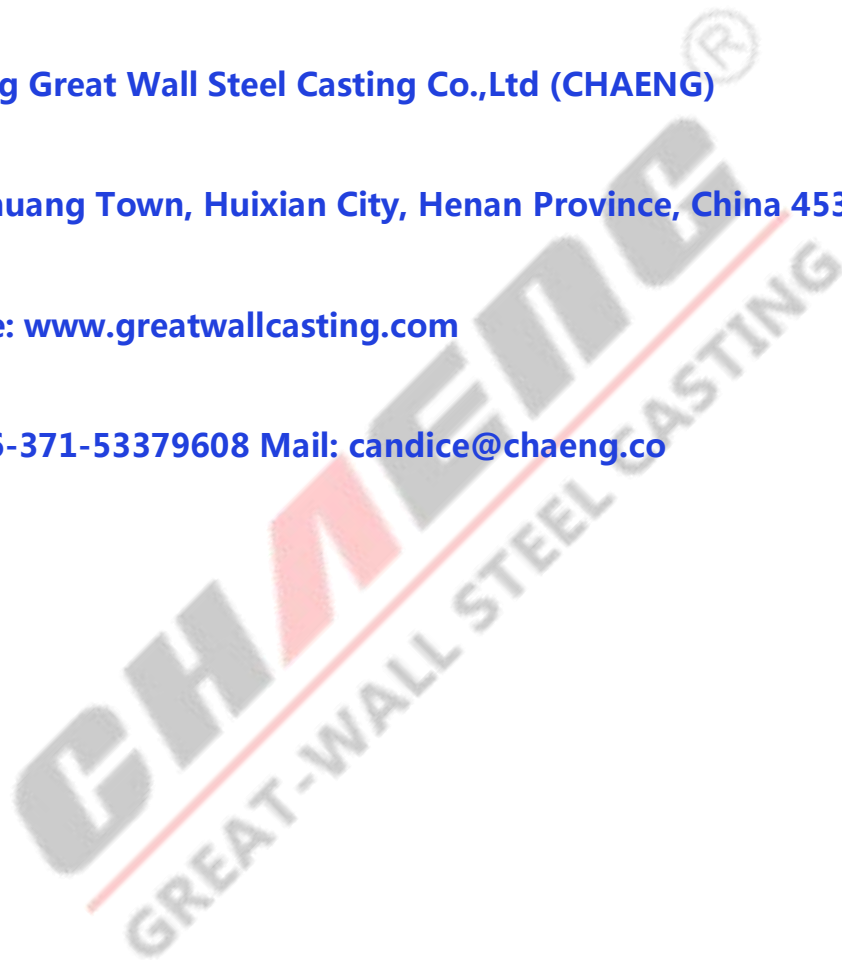 g Great Wall Steel Casting Co.,Ltd (CHAENG)
uang Town, Huixian City, Henan Province, China 453
e: www.greatwallcasting.com
-371-53379608 Mail: candice@chaeng.co
CHAENG ®
GREAT-WALL STEEL CASTING